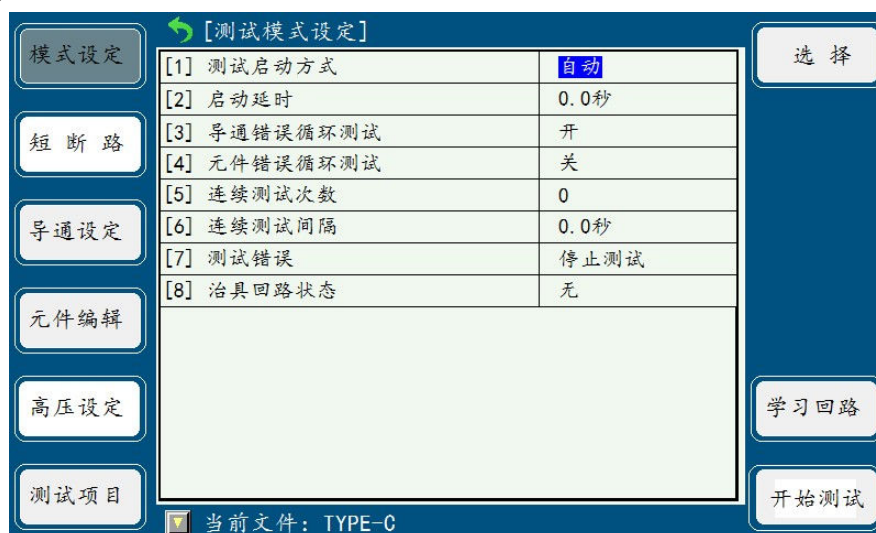 [测试模式设定]
模式设定
短 断 路
导通设定
元件编辑
高压设定
测试项目
[1] 测试启动方式 自动
[2] 启动延时 0.0秒
[3] 导通错误循环测试 开
[4] 元件错误循环测试 关
[5] 连续测试次数 0
[6] 连续测试间隔 0.0秒
[7] 测试错误 停止测试
[8] 治具回路状态 无
选 择
学习回路
开始测试
当前文件: TYPE-C